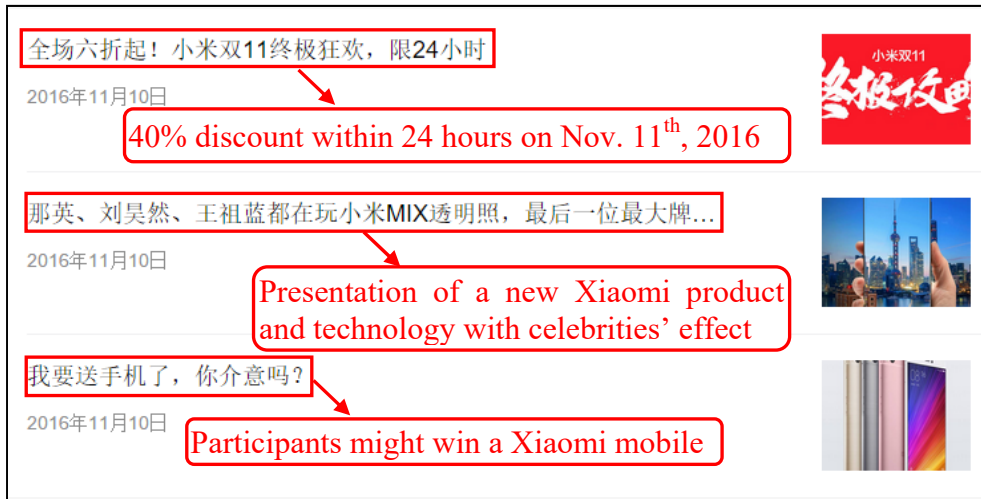 全场六折起！小米双11终极狂欢，限24小时
2016年11月10日
40% discount within 24 hours on Nov. 11th, 2016
小米双11
终极攻略
那英、刘昊然、王祖蓝都在玩小米MIX透明照，最后一位最大牌...
2016年11月10日
Presentation of a new Xiaomi product
and technology with celebrities’ effect
我要送手机了，你介意吗？
2016年11月10日
Participants might win a Xiaomi mobile